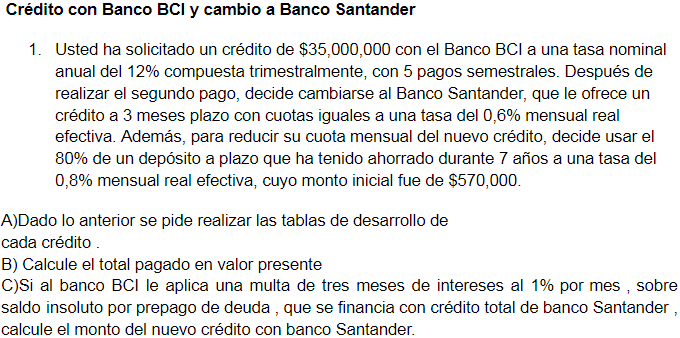 Crédito con Banco BCI y cambio a Banco Santander
1. Usted ha solicitado un crédito de $35,000,000 con el Banco BCI a una tasa nominal
anual del 12% compuesta trimestralmente, con 5 pagos semestrales. Después de
realizar el segundo pago, decide cambiarse al Banco Santander, que le ofrece un
crédito a 3 meses plazo con cuotas iguales a una tasa del 0,6% mensual real
efectiva. Además, para reducir su cuota mensual del nuevo crédito, decide usar el
80% de un depósito a plazo que ha tenido ahorrado durante 7 años a una tasa del
0,8% mensual real efectiva, cuyo monto inicial fue de $570,000.
A)Dado lo anterior se pide realizar las tablas de desarrollo de
cada crédito .
B) Calcule el total pagado en valor presente
C)Si al banco BCI le aplica una multa de tres meses de intereses al 1% por mes , sobre
saldo insoluto por prepago de deuda , que se financia con crédito total de banco Santander ,
calcule el monto del nuevo crédito con banco Santander.